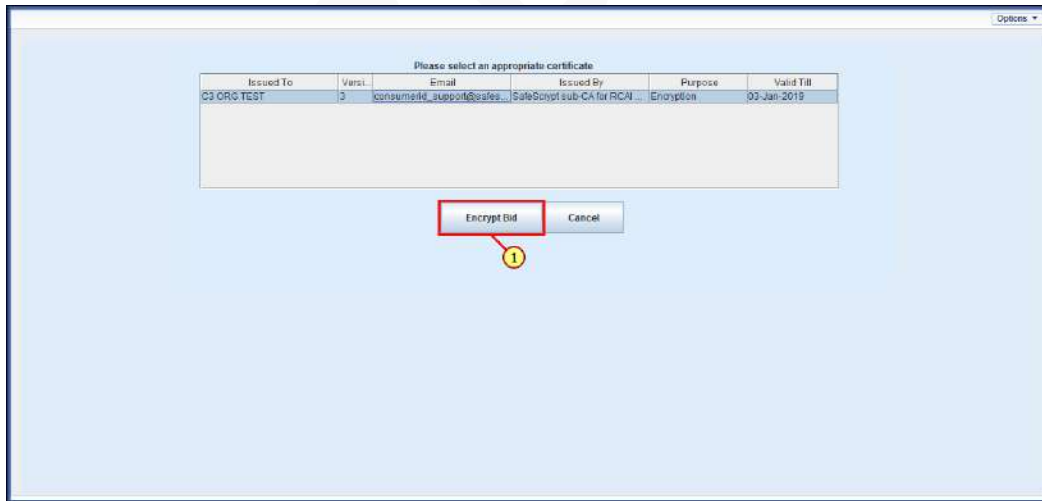 Options
Please select an appropriate certificate
Issued To Versi. Email Issued By Purpose Valid Till
C3 ORG TEST 3 consumerid_support@safes... SafeScrypt sub-CA for RCAI ... Encryption 03-Jan-2019
Encrypt Bid Cancel
1